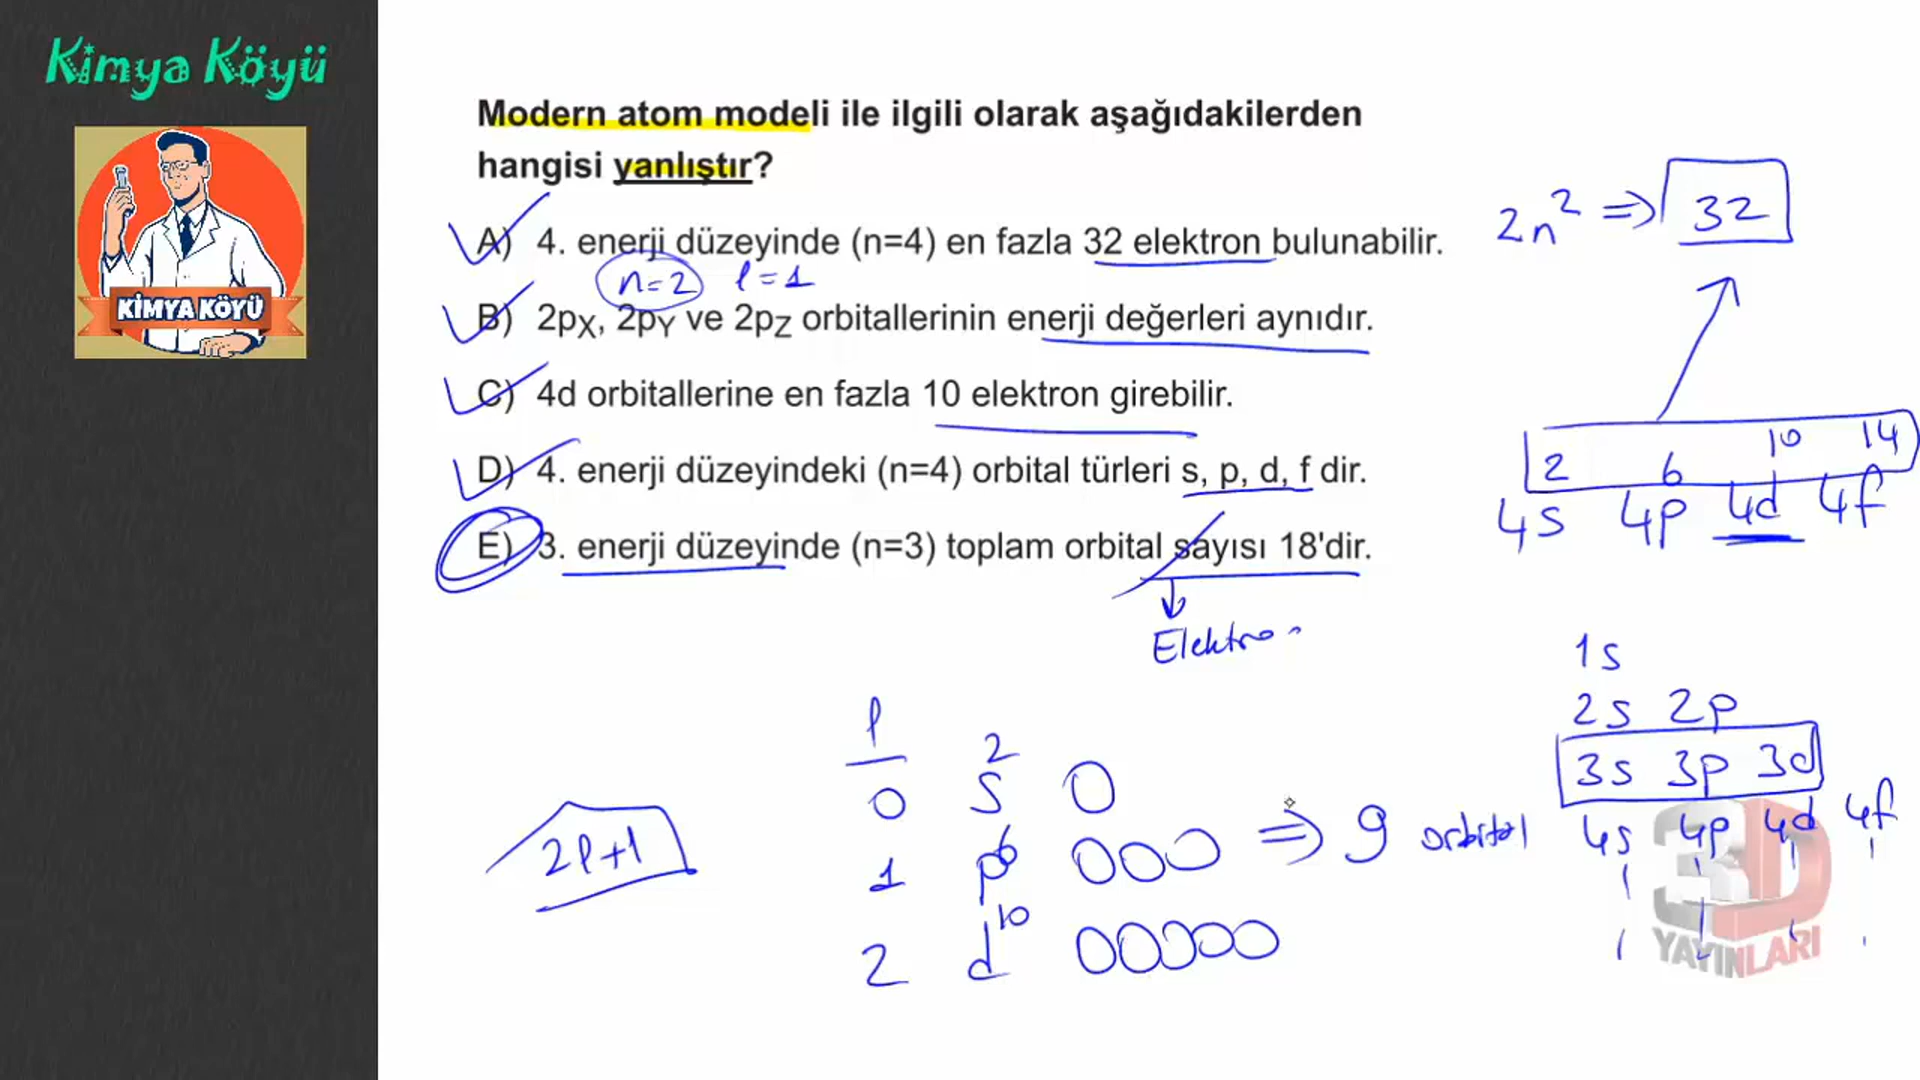 Kimya Köyü
KİMYA KÖYÜ
Modern atom modeli ile ilgili olarak aşağıdakilerden
hangisi yanlıştır?
A) 4. enerji düzeyinde (n=4) en fazla 32 elektron bulunabilir.
n=2 l=1
B) 2pX, 2pY ve 2pZ orbitallerinin enerji değerleri aynıdır.
C) 4d orbitallerine en fazla 10 elektron girebilir.
D) 4. enerji düzeyindeki (n=4) orbital türleri s, p, d, f dir.
E) 3. enerji düzeyinde (n=3) toplam orbital sayısı 18'dir.
Elektro
2n² ⇒ 32
2 6 10 14
4s 4p 4d 4f
1s
2s 2p
3s 3p 3d
4s 4p 4d 4f
2l+1
l
0 s 2
1 p 6 ⇒ 9 orbital
2 d 10
3D
YAYINLARI